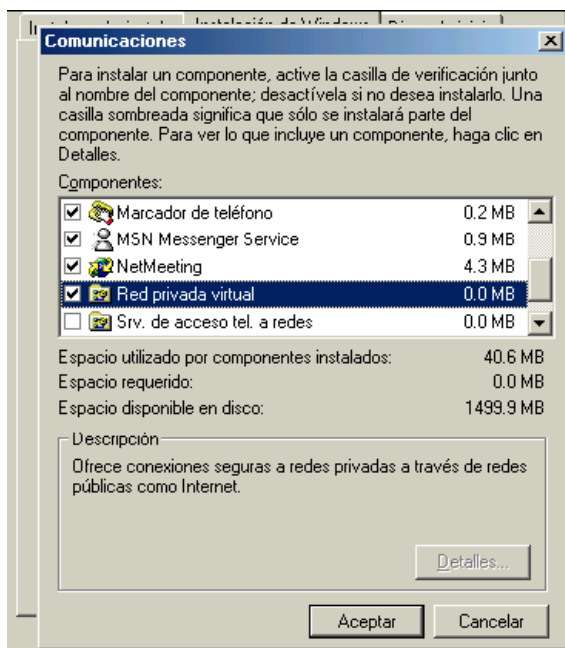 Instalación de Windows
Comunicaciones
Para instalar un componente, active la casilla de verificación junto
al nombre del componente; desactívela si no desea instalarlo. Una
casilla sombreada significa que sólo se instalará parte del
componente. Para ver lo que incluye un componente, haga clic en
Detalles.
Componentes:
Marcador de teléfono 0.2 MB
MSN Messenger Service 0.9 MB
NetMeeting 4.3 MB
Red privada virtual 0.0 MB
Srv. de acceso tel. a redes 0.0 MB
Espacio utilizado por componentes instalados: 40.6 MB
Espacio requerido: 0.0 MB
Espacio disponible en disco: 1499.9 MB
Descripción
Ofrece conexiones seguras a redes privadas a través de redes
públicas como Internet.
Detalles...
Aceptar Cancelar